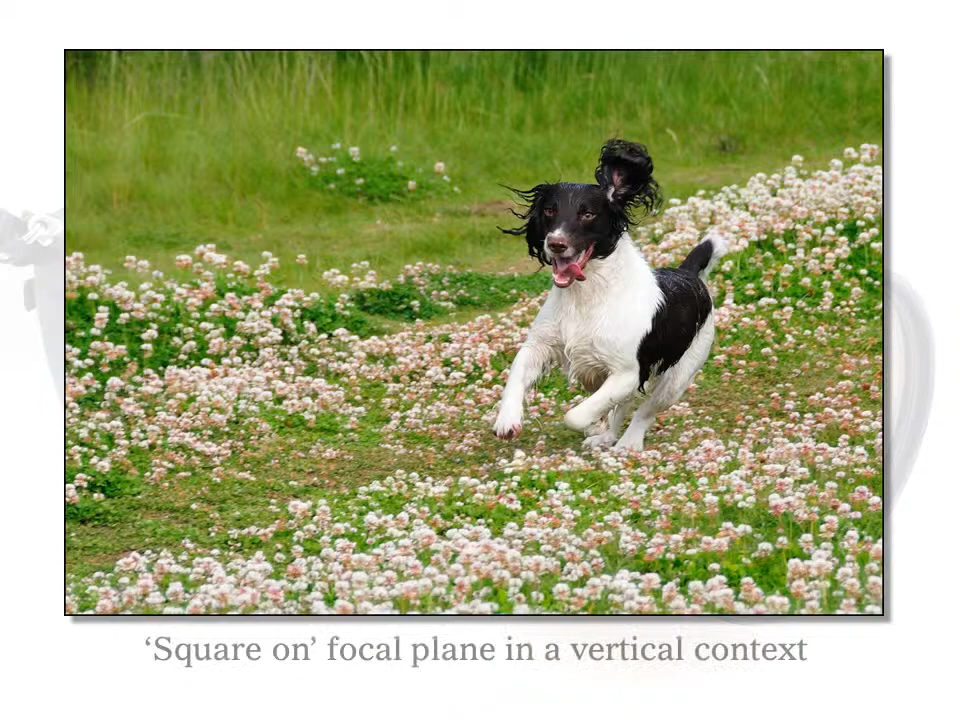 ‘Square on’ focal plane in a vertical context